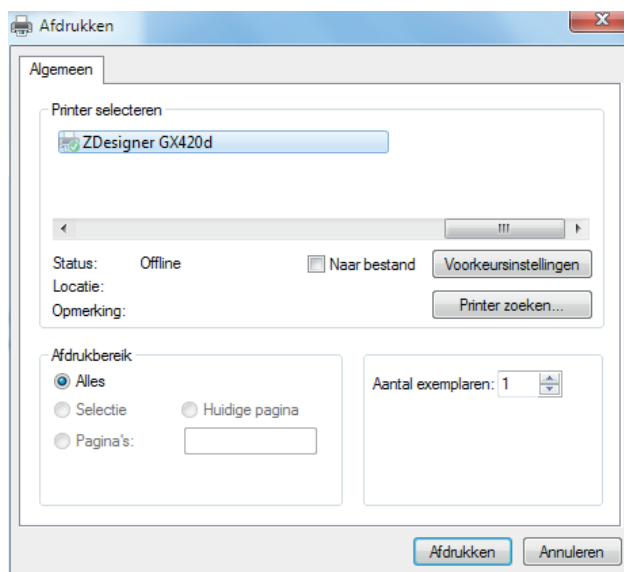 Afdrukken
Algemeen
Printer selecteren
ZDesigner GX420d
Status: Offline
Naar bestand
Voorkeursinstellingen
Locatie:
Opmerking:
Printer zoeken...
Afdrukbereik
Alles
Selectie
Huidige pagina
Pagina's:
Aantal exemplaren: 1
Afdrukken
Annuleren